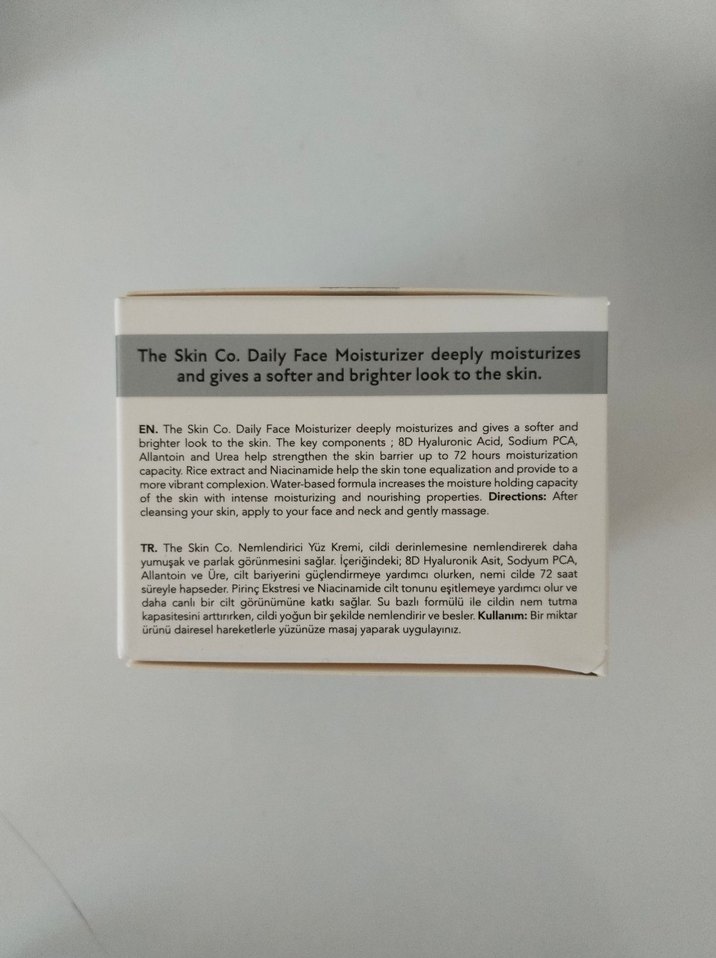 The Skin Co. Daily Face Moisturizer deeply moisturizes
and gives a softer and brighter look to the skin.
EN. The Skin Co. Daily Face Moisturizer deeply moisturizes and gives a softer and
brighter look to the skin. The key components ; 8D Hyaluronic Acid, Sodium PCA,
Allantoin and Urea help strengthen the skin barrier up to 72 hours moisturization
capacity. Rice extract and Niacinamide help the skin tone equalization and provide to a
more vibrant complexion. Water-based formula increases the moisture holding capacity
of the skin with intense moisturizing and nourishing properties. Directions: After
cleansing your skin, apply to your face and neck and gently massage.
TR. The Skin Co. Nemlendirici Yüz Kremi, cildi derinlemesine nemlendirerek daha
yumuşak ve parlak görünmesini sağlar. İçeriğindeki; 8D Hyaluronik Asit, Sodyum PCA,
Allantoin ve Üre, cilt bariyerini güçlendirmeye yardımcı olurken, nemi cilde 72 saat
süreyle hapseder. Pirinç Ekstresi ve Niacinamide cilt tonunu eşitlemeye yardımcı olur ve
daha canlı bir cilt görünümüne katkı sağlar. Su bazlı formülü ile cildin nem tutma
kapasitesini arttırırken, cildi yoğun bir şekilde nemlendirir ve besler. Kullanım: Bir miktar
ürünü dairesel hareketlerle yüzünüze masaj yaparak uygulayınız.